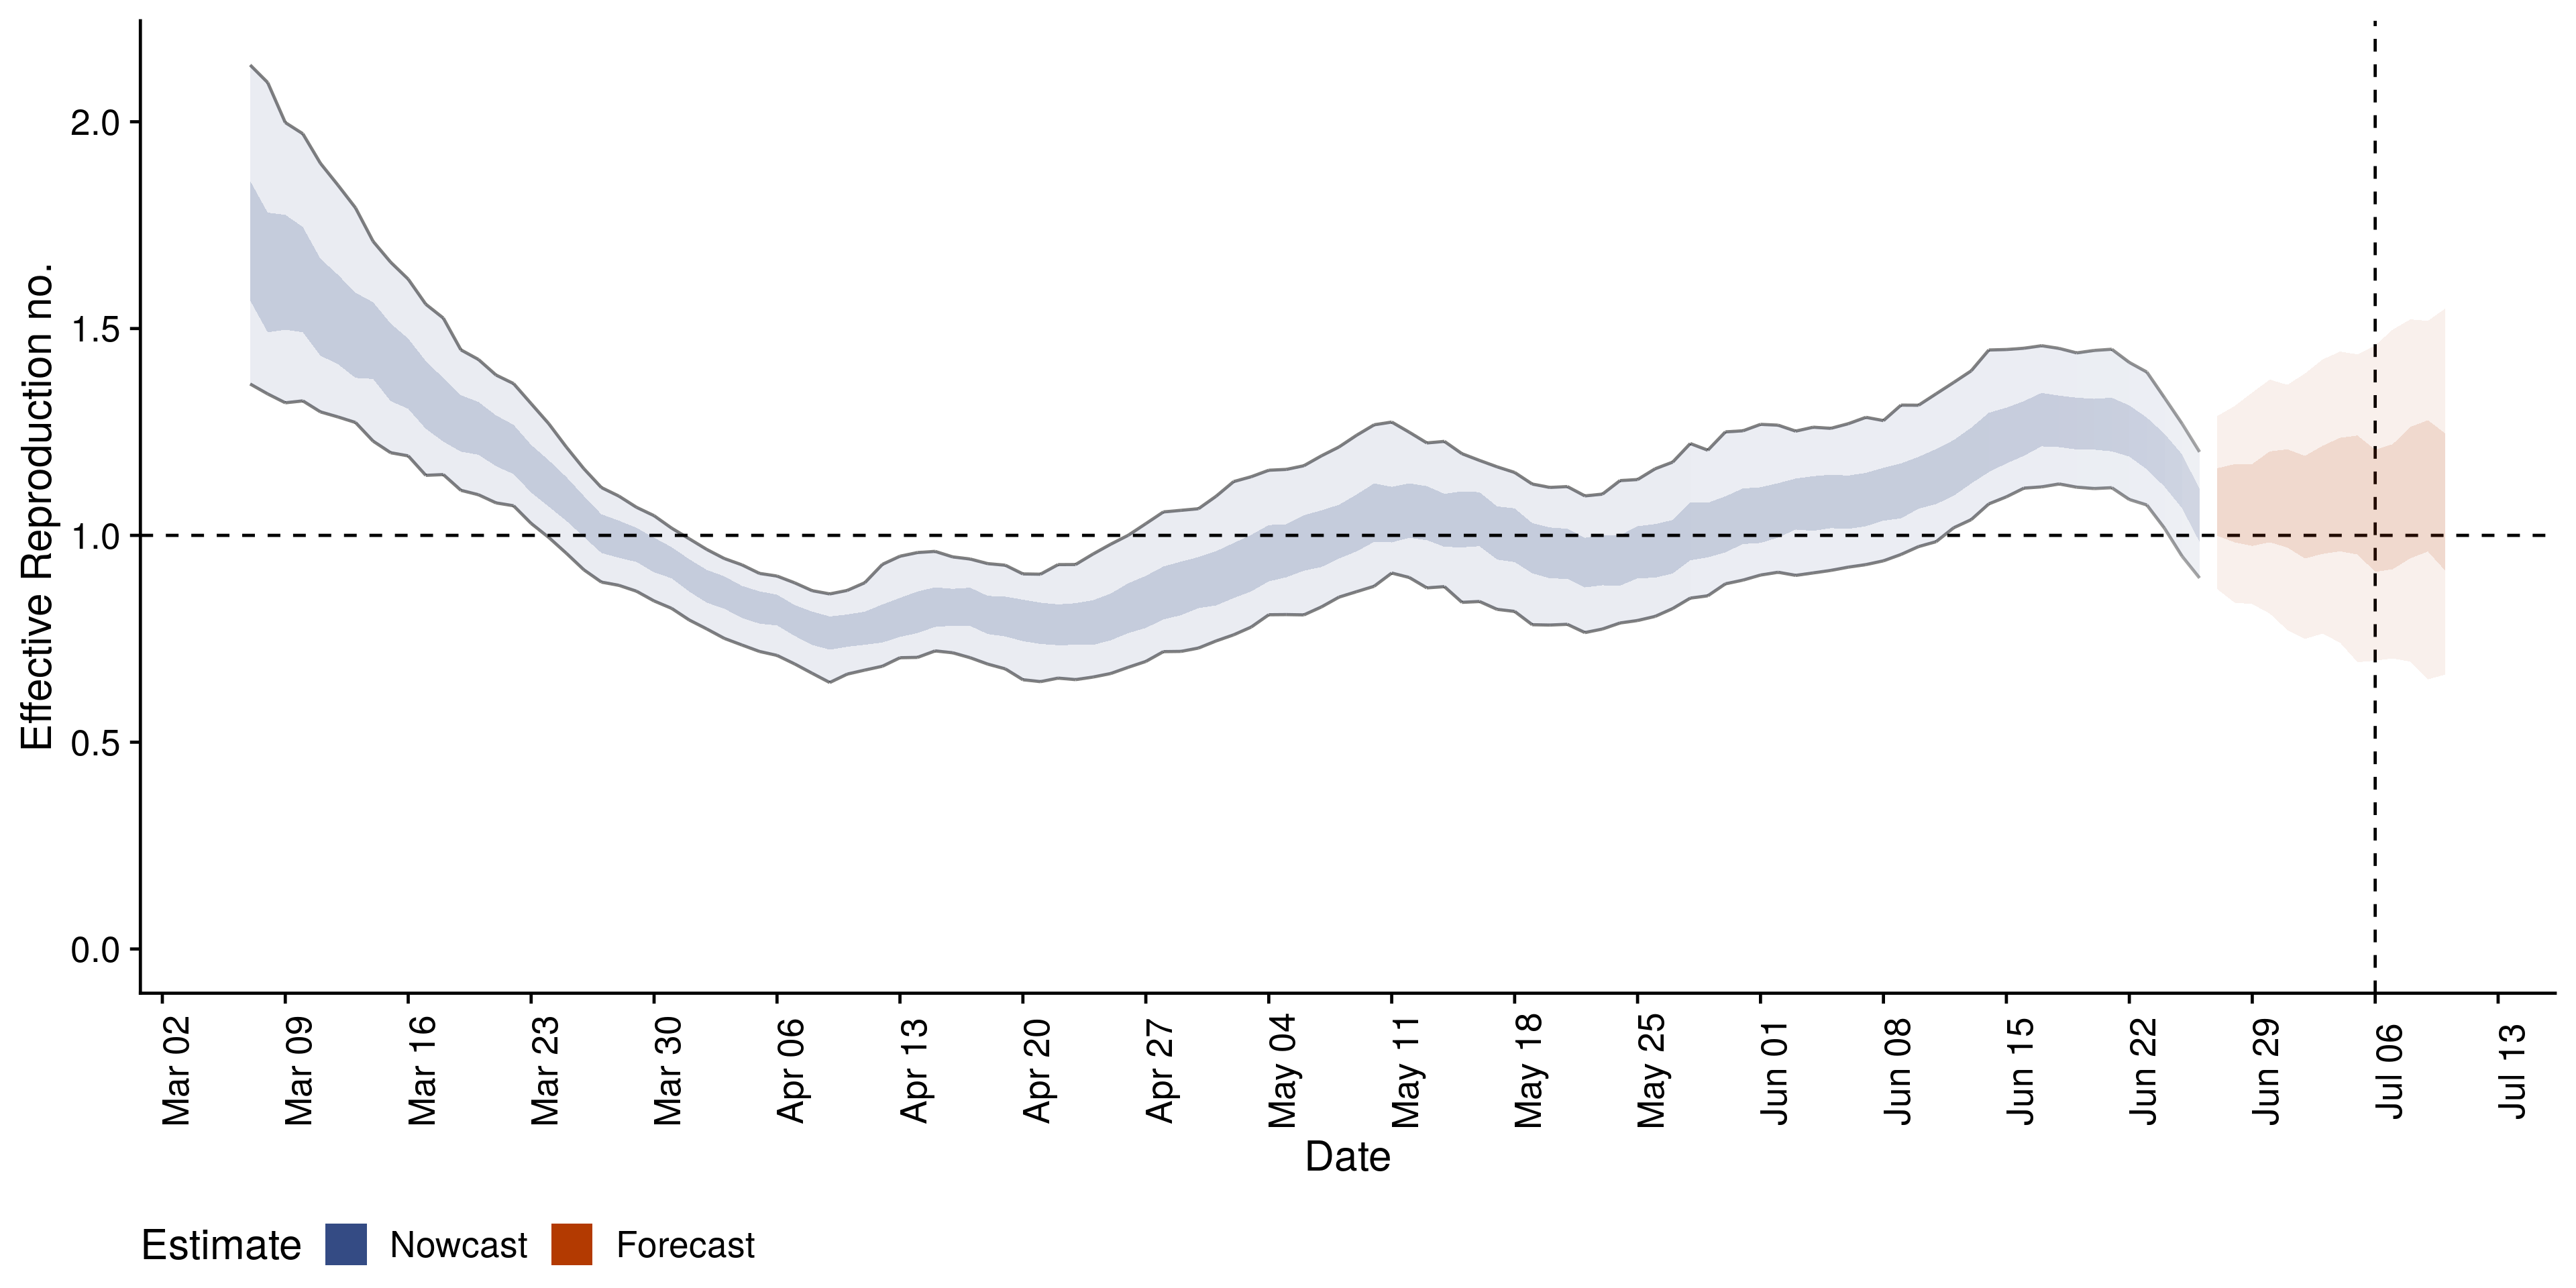 Effective Reproduction no.
2.0
1.5
1.0
0.5
0.0
Mar 02
Mar 09
Mar 16
Mar 23
Mar 30
Apr 06
Apr 13
Apr 20
Apr 27
May 04
May 11
May 18
May 25
Jun 01
Jun 08
Jun 15
Jun 22
Jun 29
Jul 06
Jul 13
Date
Estimate Nowcast Forecast